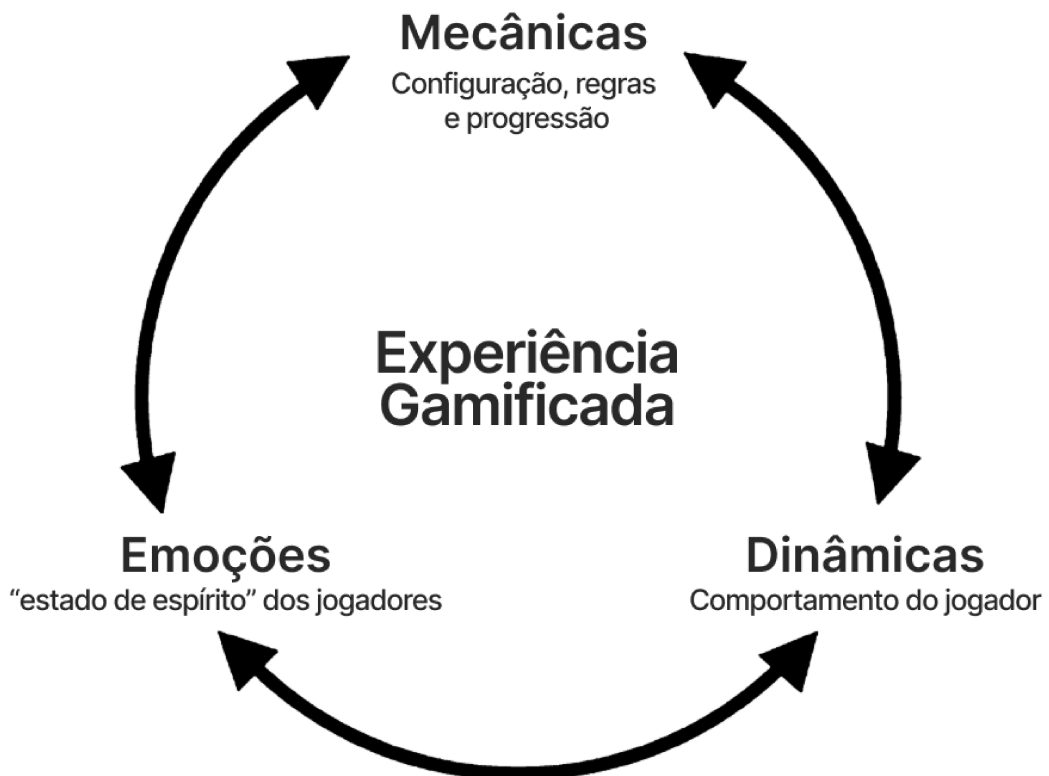 Mecânicas
Configuração, regras
e progressão
Experiência
Gamificada
Emoções
“estado de espírito” dos jogadores
Dinâmicas
Comportamento do jogador